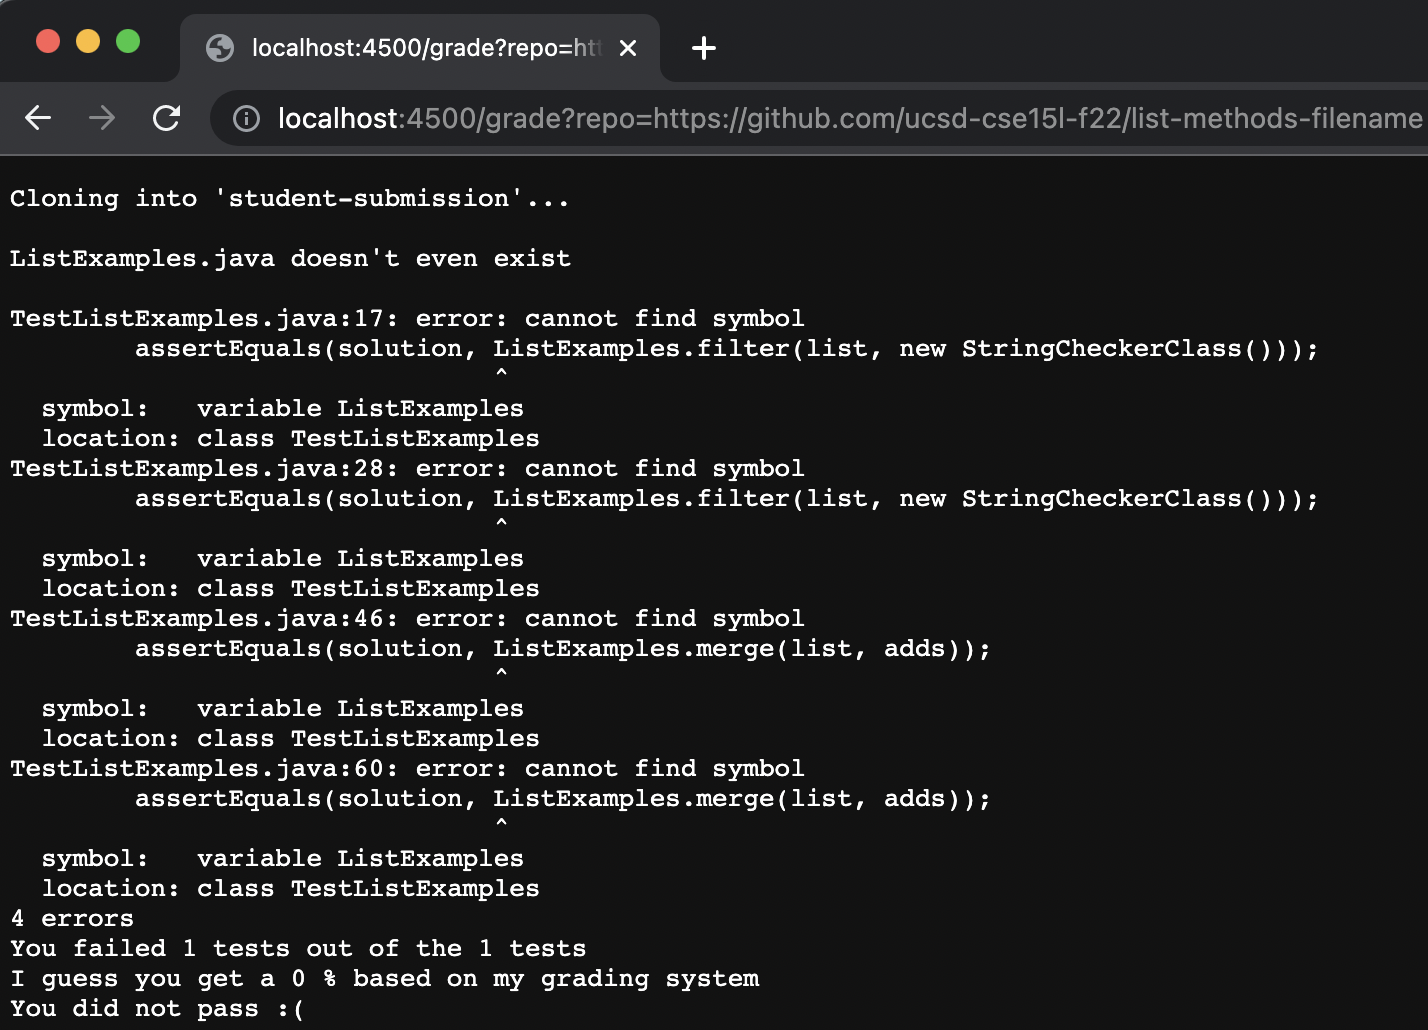 localhost:4500/grade?repo=htt
localhost:4500/grade?repo=https://github.com/ucsd-cse15l-f22/list-methods-filename
Cloning into 'student-submission'...
ListExamples.java doesn't even exist
TestListExamples.java:17: error: cannot find symbol
        assertEquals(solution, ListExamples.filter(list, new StringCheckerClass()));
                               ^
  symbol:   variable ListExamples
  location: class TestListExamples
TestListExamples.java:28: error: cannot find symbol
        assertEquals(solution, ListExamples.filter(list, new StringCheckerClass()));
                               ^
  symbol:   variable ListExamples
  location: class TestListExamples
TestListExamples.java:46: error: cannot find symbol
        assertEquals(solution, ListExamples.merge(list, adds));
                               ^
  symbol:   variable ListExamples
  location: class TestListExamples
TestListExamples.java:60: error: cannot find symbol
        assertEquals(solution, ListExamples.merge(list, adds));
                               ^
  symbol:   variable ListExamples
  location: class TestListExamples
4 errors
You failed 1 tests out of the 1 tests
I guess you get a 0 % based on my grading system
You did not pass :(